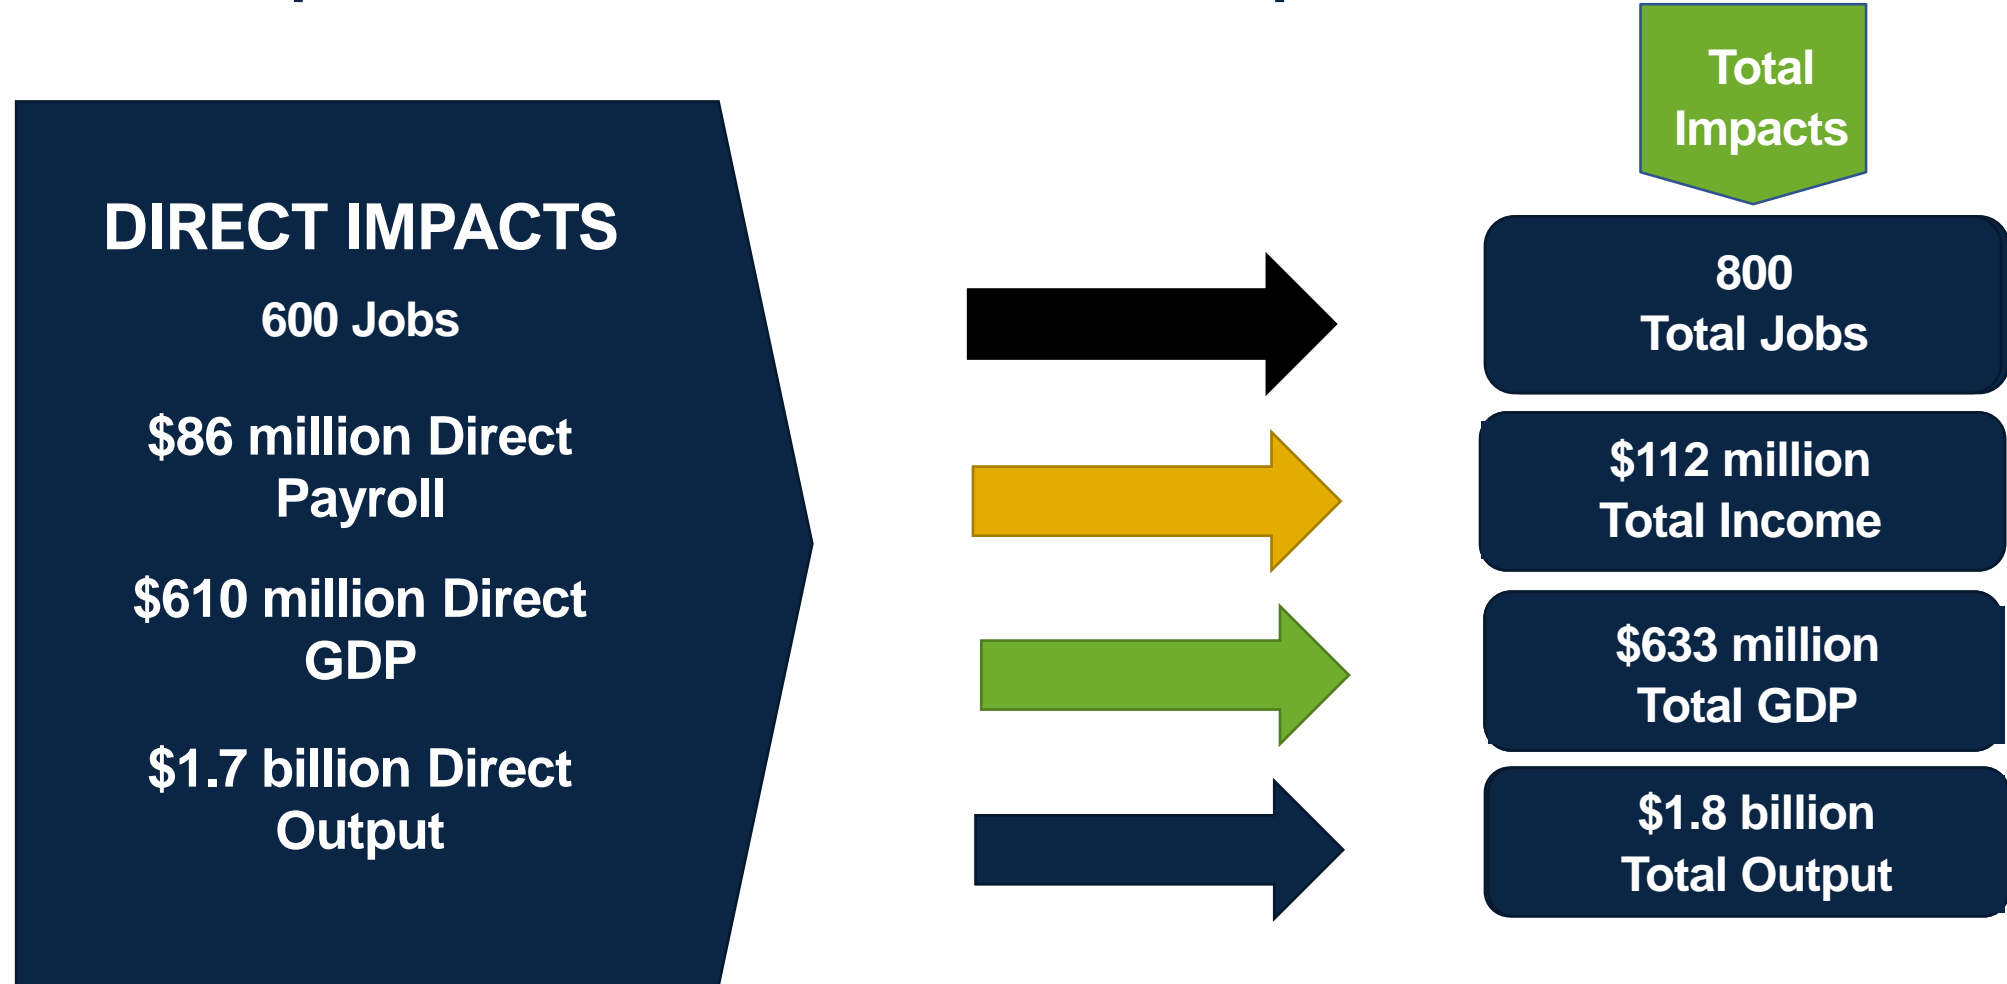 Total
Impacts
DIRECT IMPACTS
600 Jobs
$86 million Direct
Payroll
$610 million Direct
GDP
$1.7 billion Direct
Output
800
Total Jobs
$112 million
Total Income
$633 million
Total GDP
$1.8 billion
Total Output